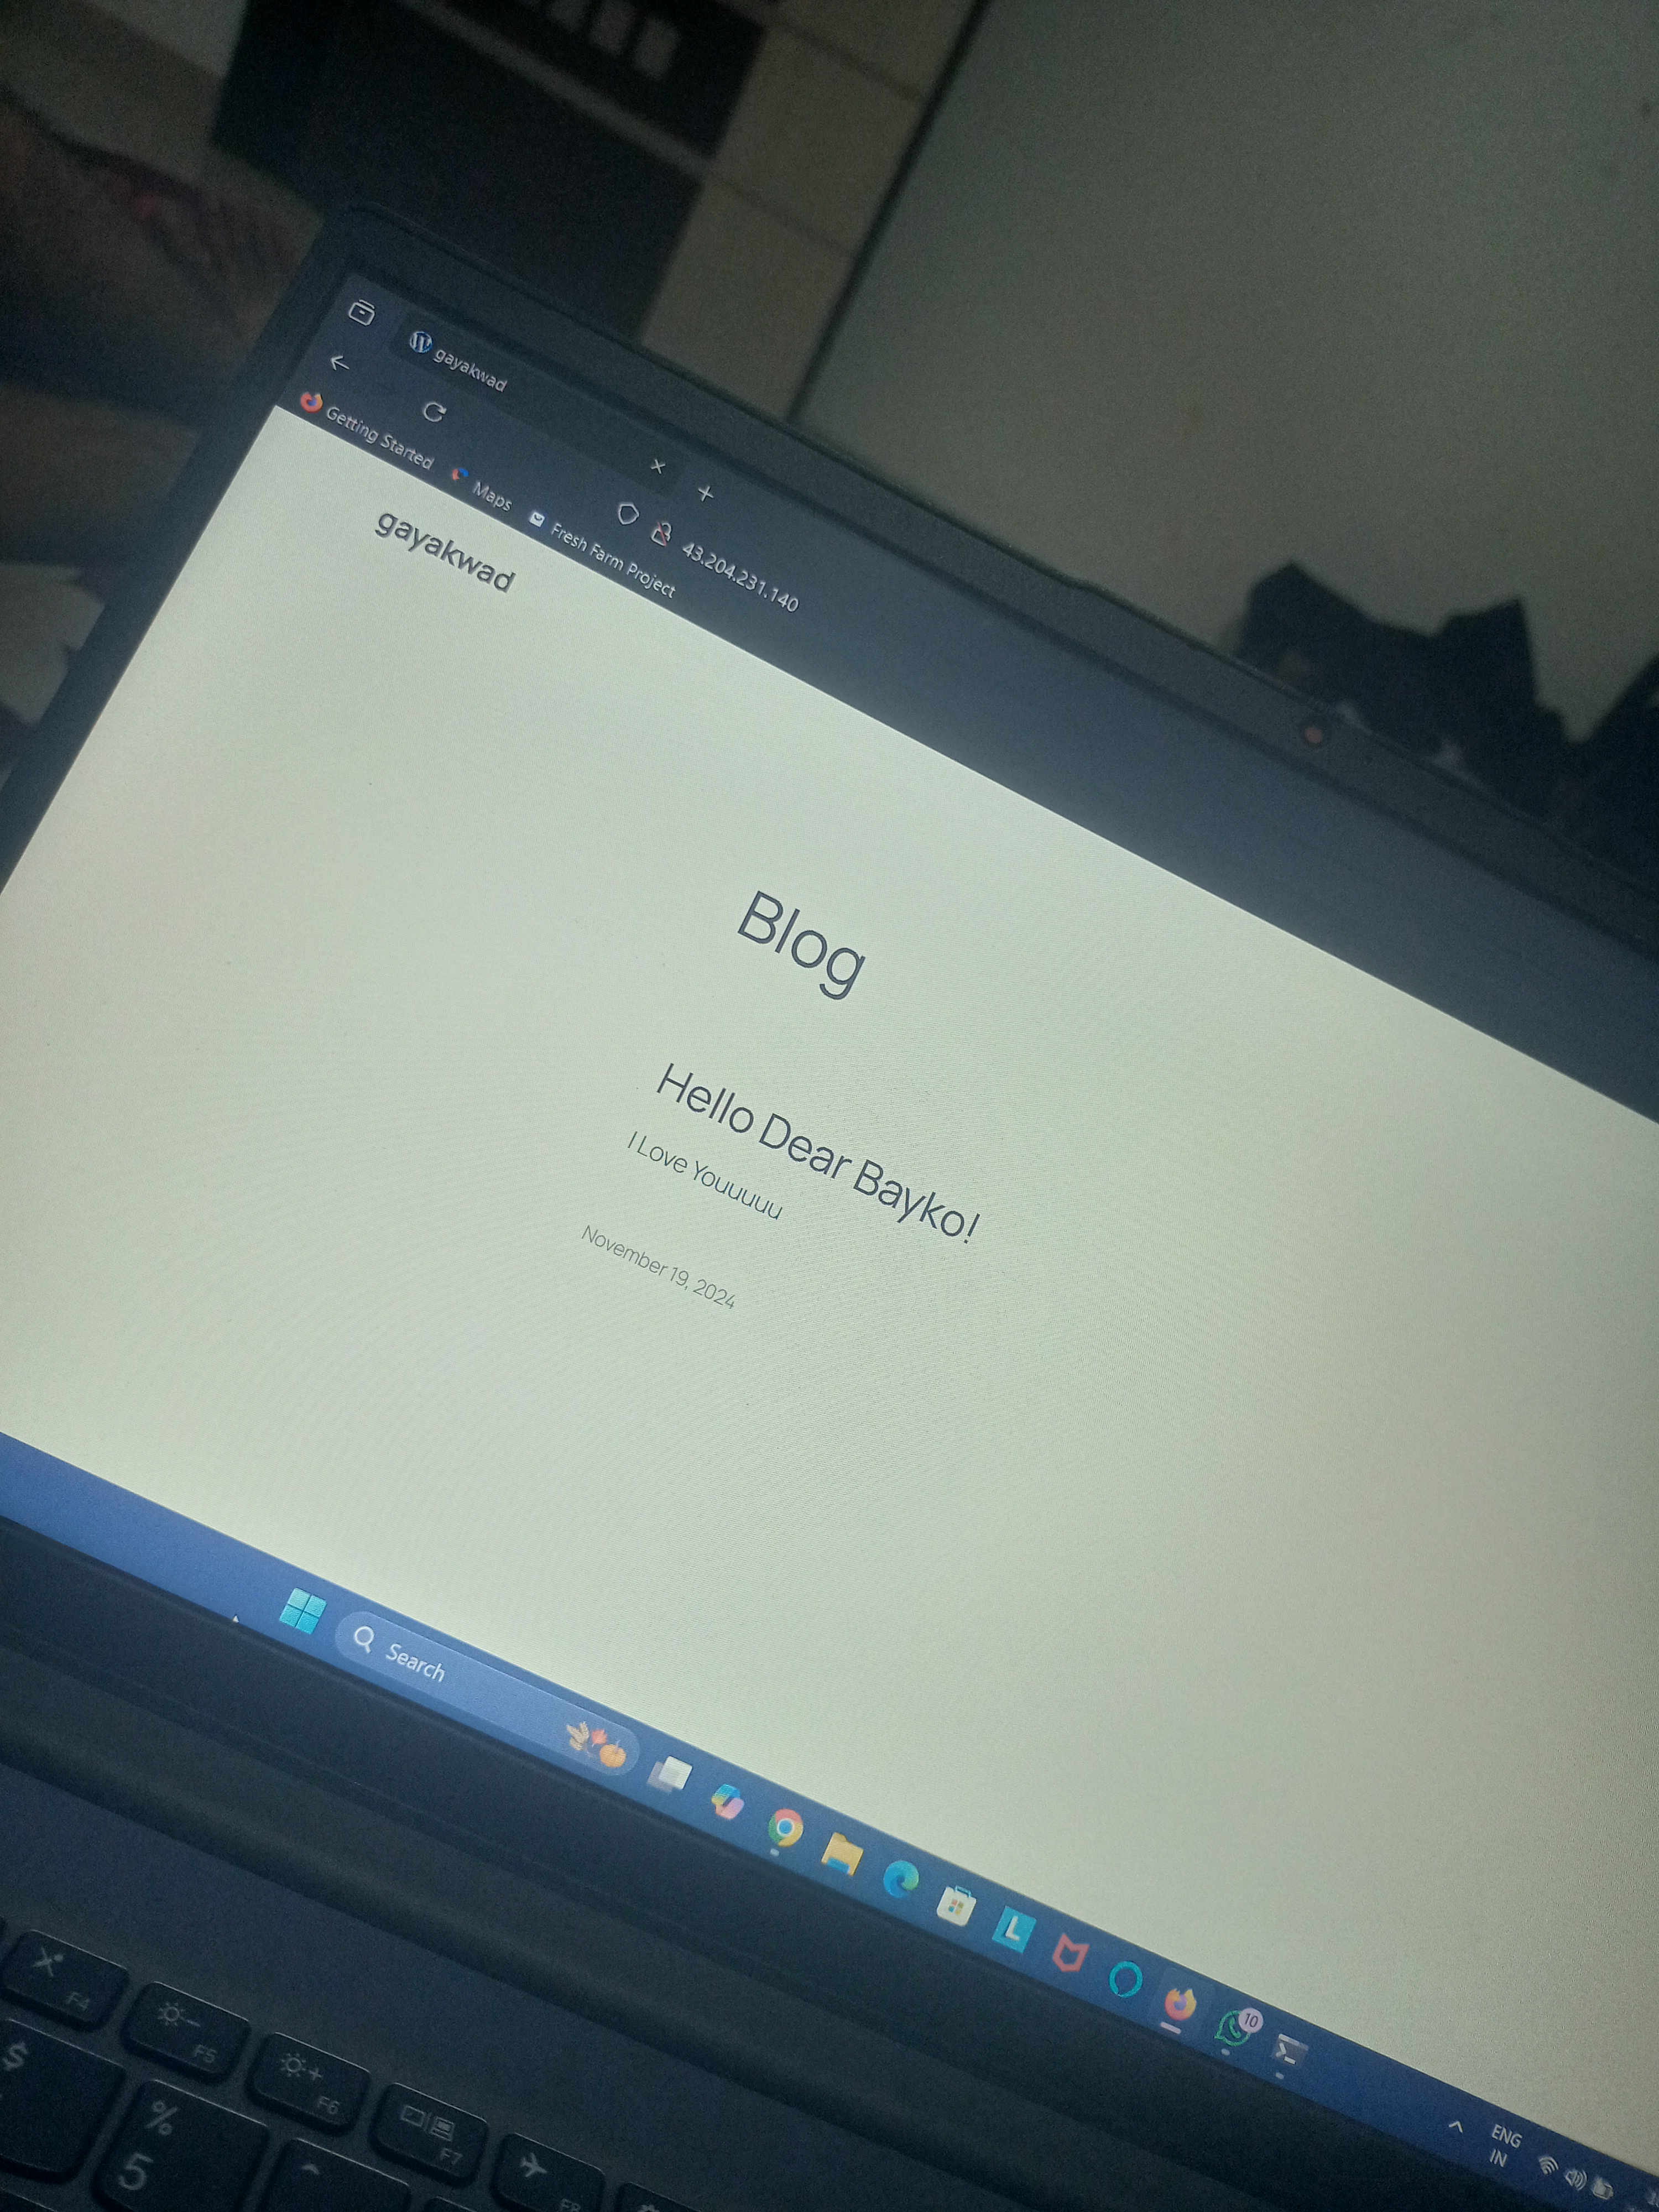 gayakwad
43.204.231.140
Getting Started Maps Fresh Farm Project
gayakwad
Blog
Hello Dear Bayko!
I Love Youuuuu
November 19, 2024
Search
L
10
ENG
IN
F4
F5
F6
F7
F8
$
%
5